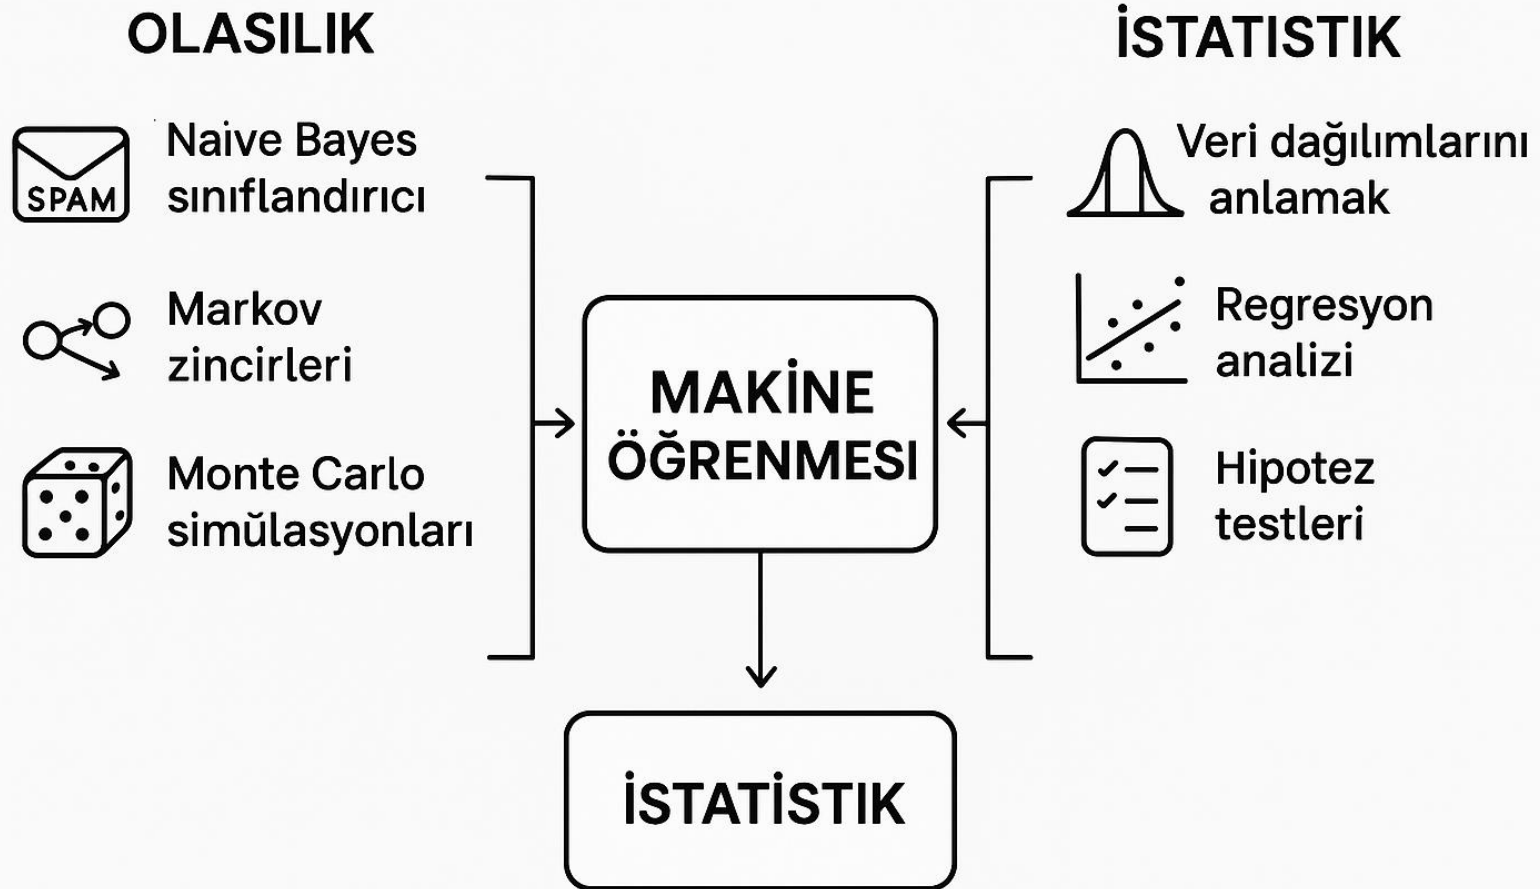 OLASILIK
SPAM
Naive Bayes
sınıflandırıcı
Markov
zincirleri
Monte Carlo
simŭlasyonları
MAKİNE
ÖĞRENMESI
İSTATISTIK
Veri dağılımlarını
anlamak
Regresyon
analizi
Hipotez
testleri
İSTATİSTIK